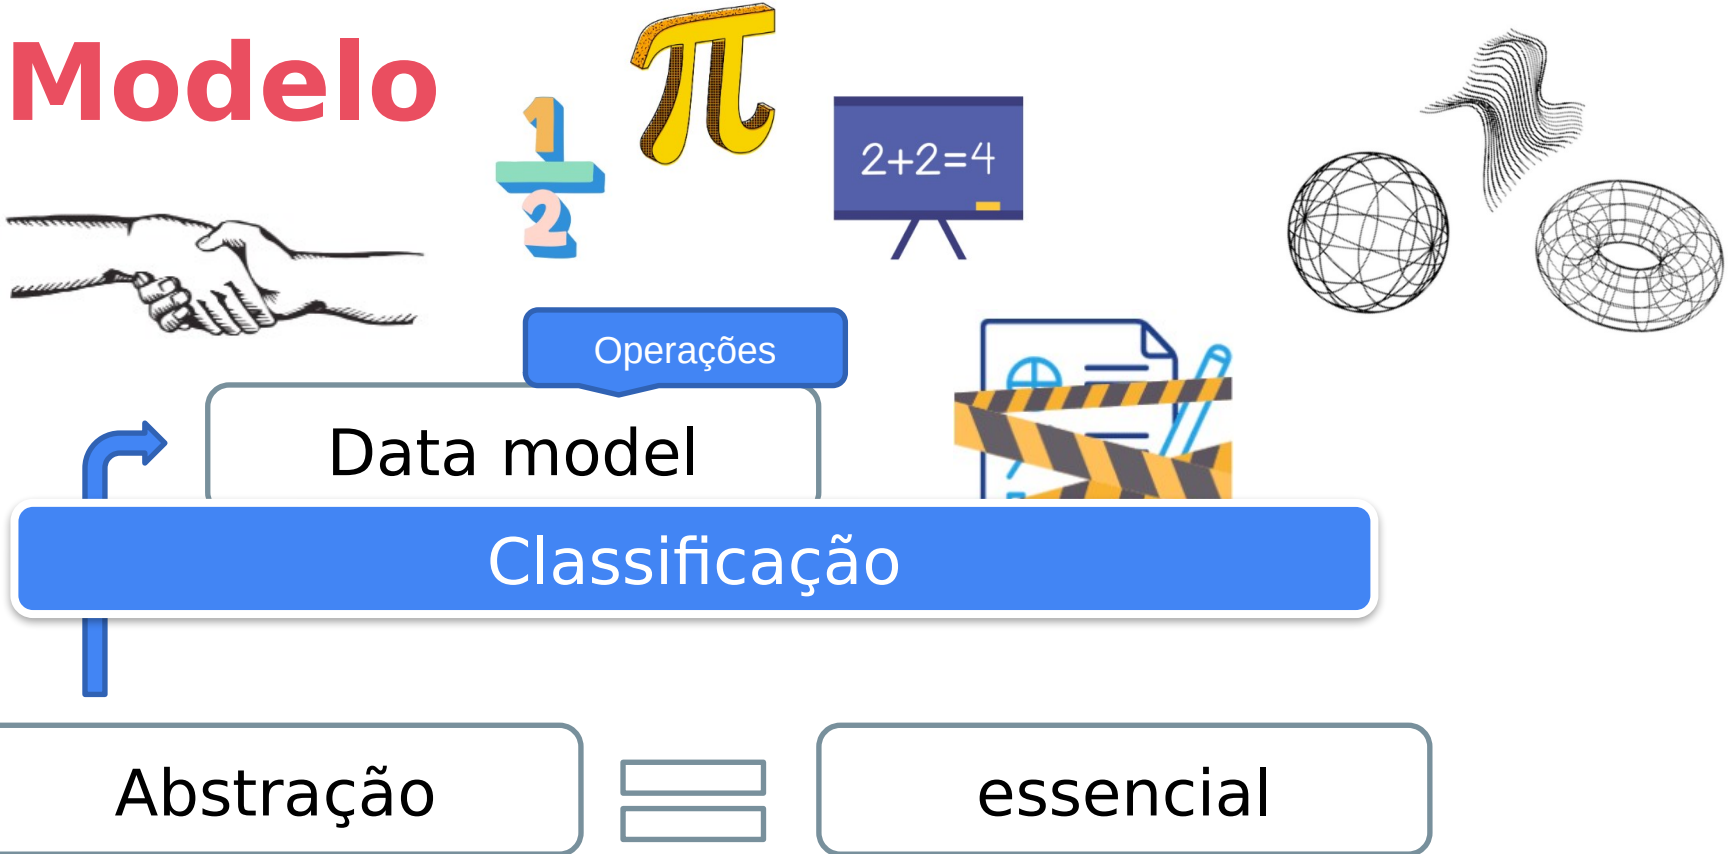 Modelo
1
2
π
2+2=4
Operações
Data model
Classificação
Abstração
essencial